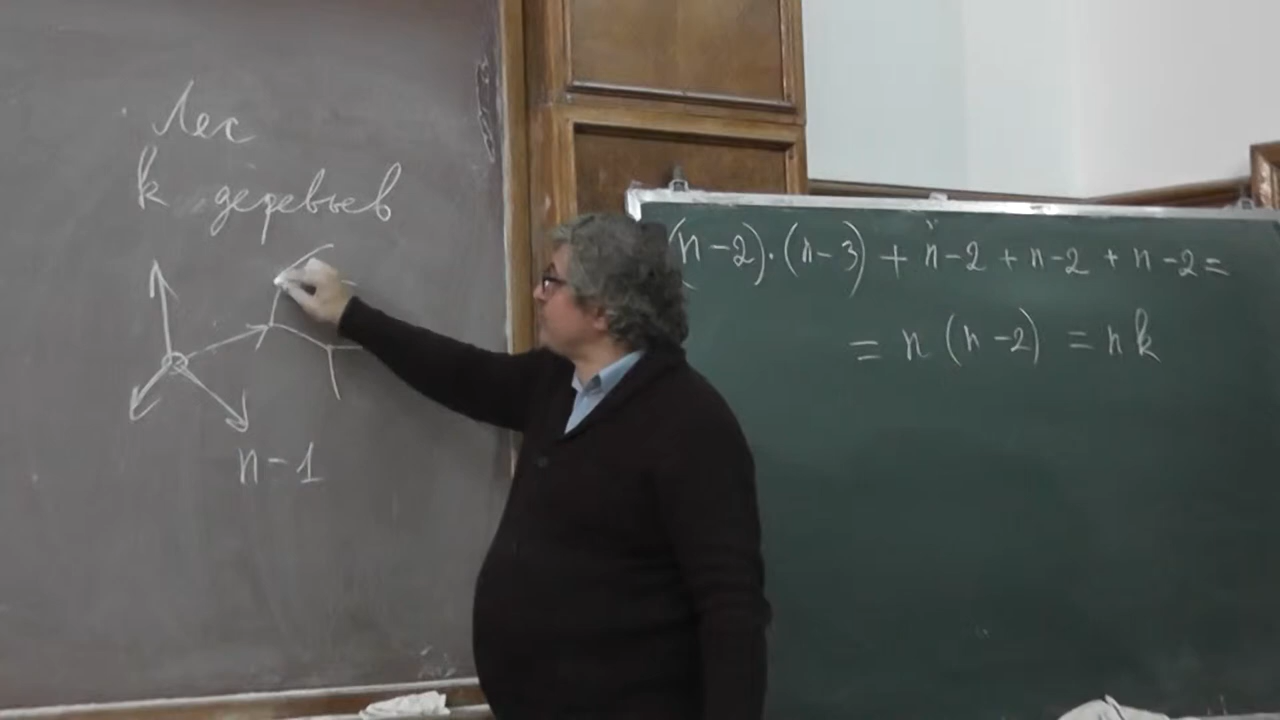 Лес
k деревьев
n-1
(n-2)·(n-3) + n-2 + n-2 + n-2 =
= n (n-2) = nk